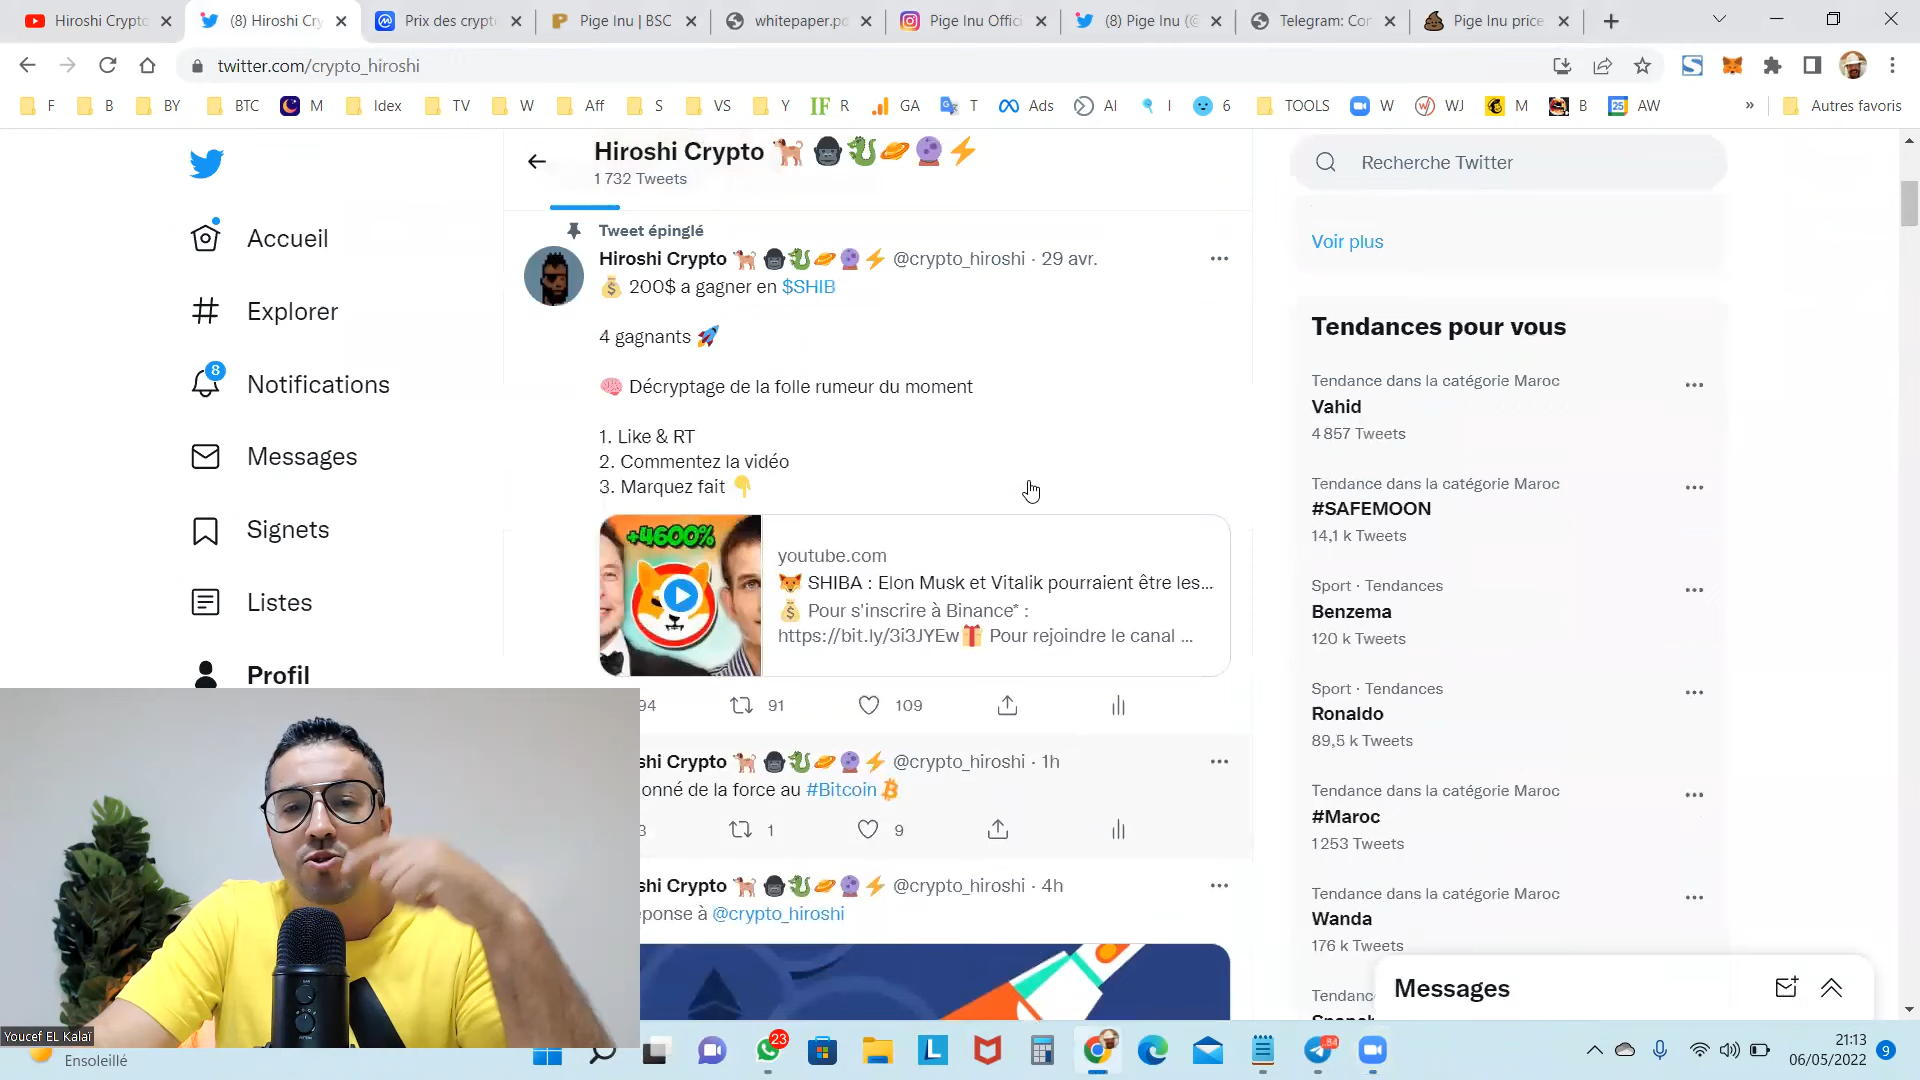 Hiroshi Crypto
(8) Hiroshi Cry
Prix des crypt
Pige Inu | BSC
whitepaper.pd
Pige Inu Offici
(8) Pige Inu (@
Telegram: Con
Pige Inu price
twitter.com/crypto_hiroshi
F
B
BY
BTC
M
Idex
TV
W
Aff
S
VS
Y
IF R
GA
T
Ads
AI
I
6
TOOLS
W
WJ
M
B
25 AW
»
Autres favoris
Hiroshi Crypto 🐕 🦍🐉🪐🔮⚡
1 732 Tweets
Recherche Twitter
Accueil
Explorer
8
Notifications
Messages
Signets
Listes
Profil
Tweet épinglé
Hiroshi Crypto 🐕 🦍🐉🪐🔮⚡ @crypto_hiroshi · 29 avr.
💰 200$ a gagner en $SHIB
4 gagnants 🚀
🧠 Décryptage de la folle rumeur du moment
1. Like & RT
2. Commentez la vidéo
3. Marquez fait 👇
+4600%
youtube.com
🦊 SHIBA : Elon Musk et Vitalik pourraient être les...
💰 Pour s'inscrire à Binance* :
https://bit.ly/3i3JYEw🎁 Pour rejoindre le canal ...
94
91
109
shi Crypto 🐕 🦍🐉🪐🔮⚡ @crypto_hiroshi · 1h
onné de la force au #Bitcoin
3
1
9
shi Crypto 🐕 🦍🐉🪐🔮⚡ @crypto_hiroshi · 4h
éponse à @crypto_hiroshi
Voir plus
Tendances pour vous
Tendance dans la catégorie Maroc
Vahid
4 857 Tweets
Tendance dans la catégorie Maroc
#SAFEMOON
14,1 k Tweets
Sport · Tendances
Benzema
120 k Tweets
Sport · Tendances
Ronaldo
89,5 k Tweets
Tendance dans la catégorie Maroc
#Maroc
1 253 Tweets
Tendance dans la catégorie Maroc
Wanda
176 k Tweets
Tendanc
Messages
Youcef EL Kalaï
Ensoleillé
23
L
84
21:13
06/05/2022
9